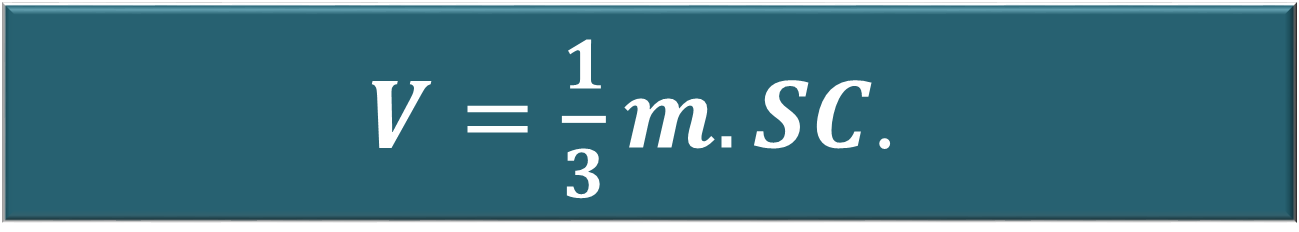 V = 1/3 m. SC.